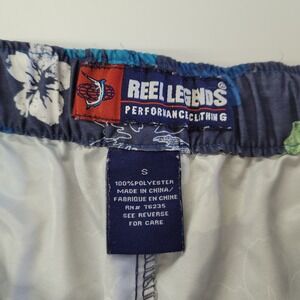 REEL LEGENDS®
PERFORMANCE CLOTHING
S
100% POLYESTER
MADE IN CHINA/
FABRIQUE EN CHINE
RN# 76235
SEE REVERSE
FOR CARE